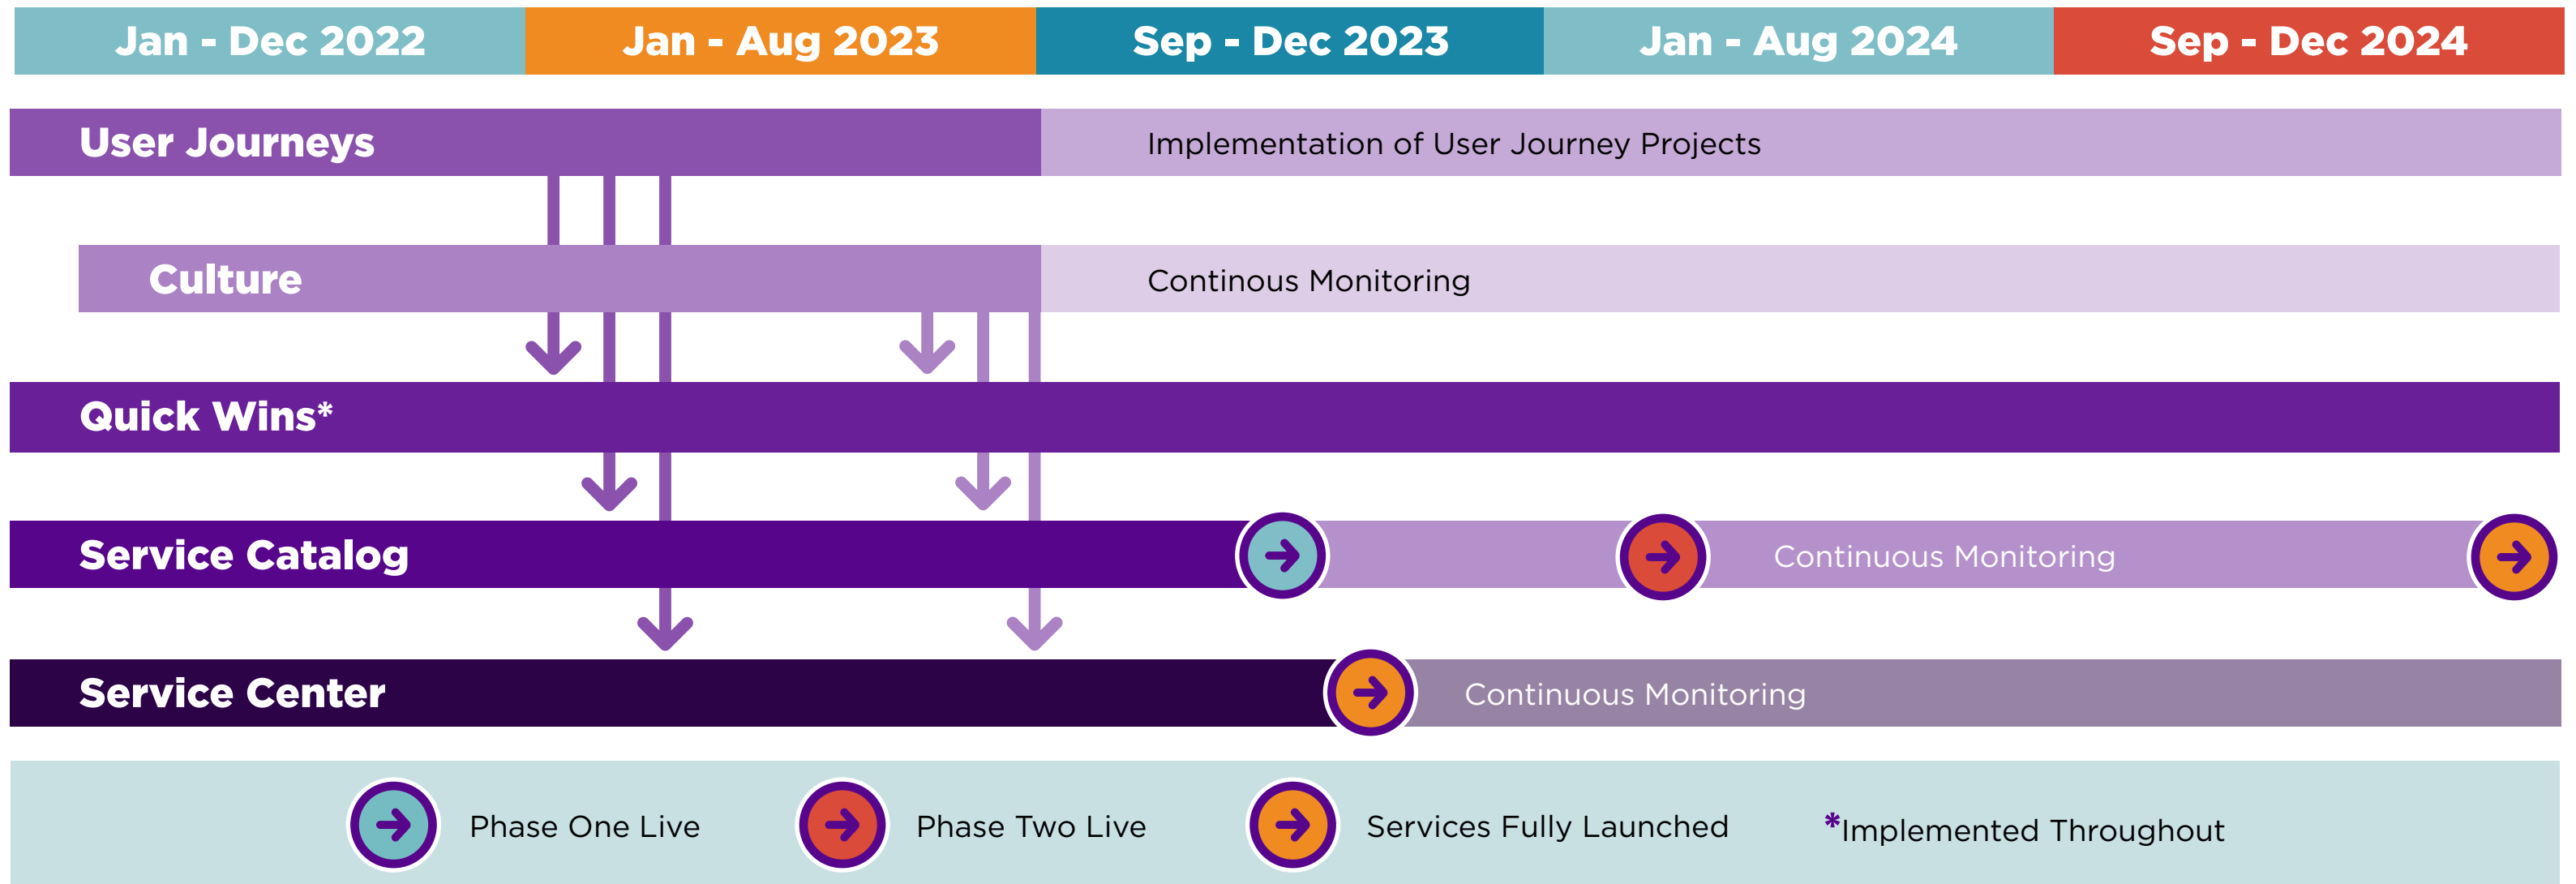 Jan - Dec 2022
Jan - Aug 2023
Sep - Dec 2023
Jan - Aug 2024
Sep - Dec 2024
User Journeys
Implementation of User Journey Projects
Culture
Continous Monitoring
Quick Wins*
Service Catalog
Continuous Monitoring
Service Center
Continuous Monitoring
Phase One Live
Phase Two Live
Services Fully Launched
*Implemented Throughout